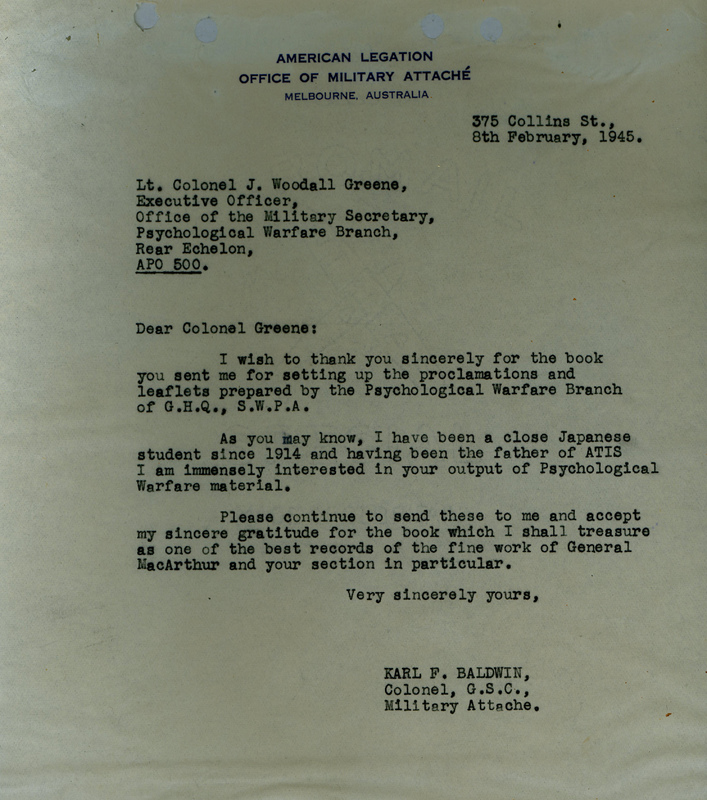 AMERICAN LEGATION
OFFICE OF MILITARY ATTACHÉ
MELBOURNE, AUSTRALIA
375 Collins St.,
8th February, 1945.
Lt. Colonel J. Woodall Greene,
Executive Officer,
Office of the Military Secretary,
Psychological Warfare Branch,
Rear Echelon,
APO 500.
Dear Colonel Greene:
I wish to thank you sincerely for the book
you sent me for setting up the proclamations and
leaflets prepared by the Psychological Warfare Branch
of G.H.Q., S.W.P.A.
As you may know, I have been a close Japanese
student since 1914 and having been the father of ATIS
I am immensely interested in your output of Psychological
Warfare material.
Please continue to send these to me and accept
my sincere gratitude for the book which I shall treasure
as one of the best records of the fine work of General
MacArthur and your section in particular.
Very sincerely yours,
KARL F. BALDWIN,
Colonel, G.S.C.,
Military Attache.